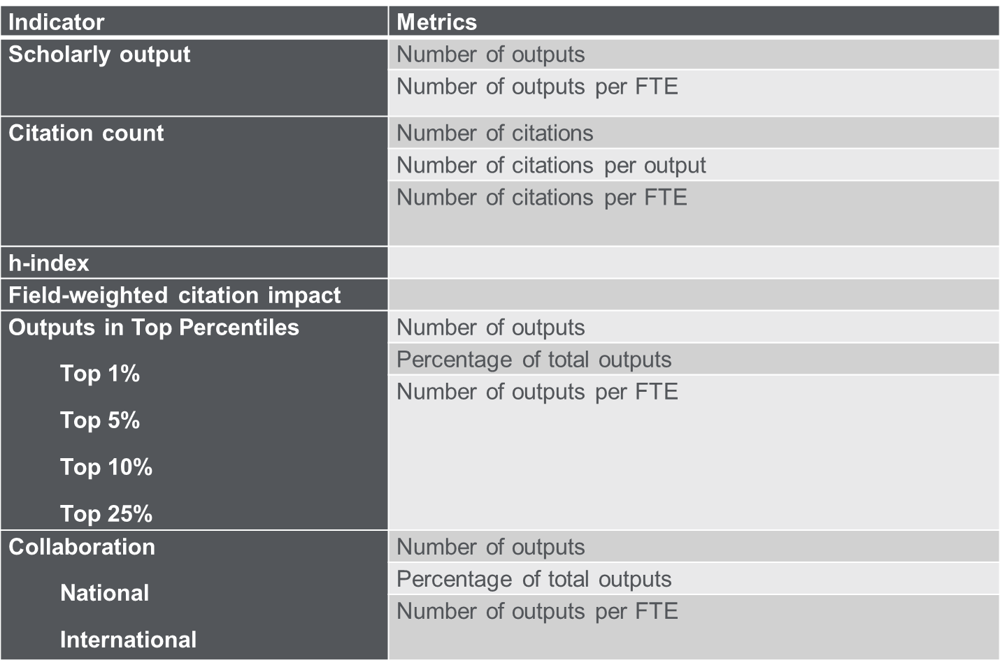 Indicator Metrics
Scholarly output Number of outputs
Number of outputs per FTE
Citation count Number of citations
Number of citations per output
Number of citations per FTE
h-index
Field-weighted citation impact
Outputs in Top Percentiles Number of outputs
Percentage of total outputs
Top 1%
Number of outputs per FTE
Top 5%
Top 10%
Top 25%
Collaboration Number of outputs
Percentage of total outputs
National
Number of outputs per FTE
International